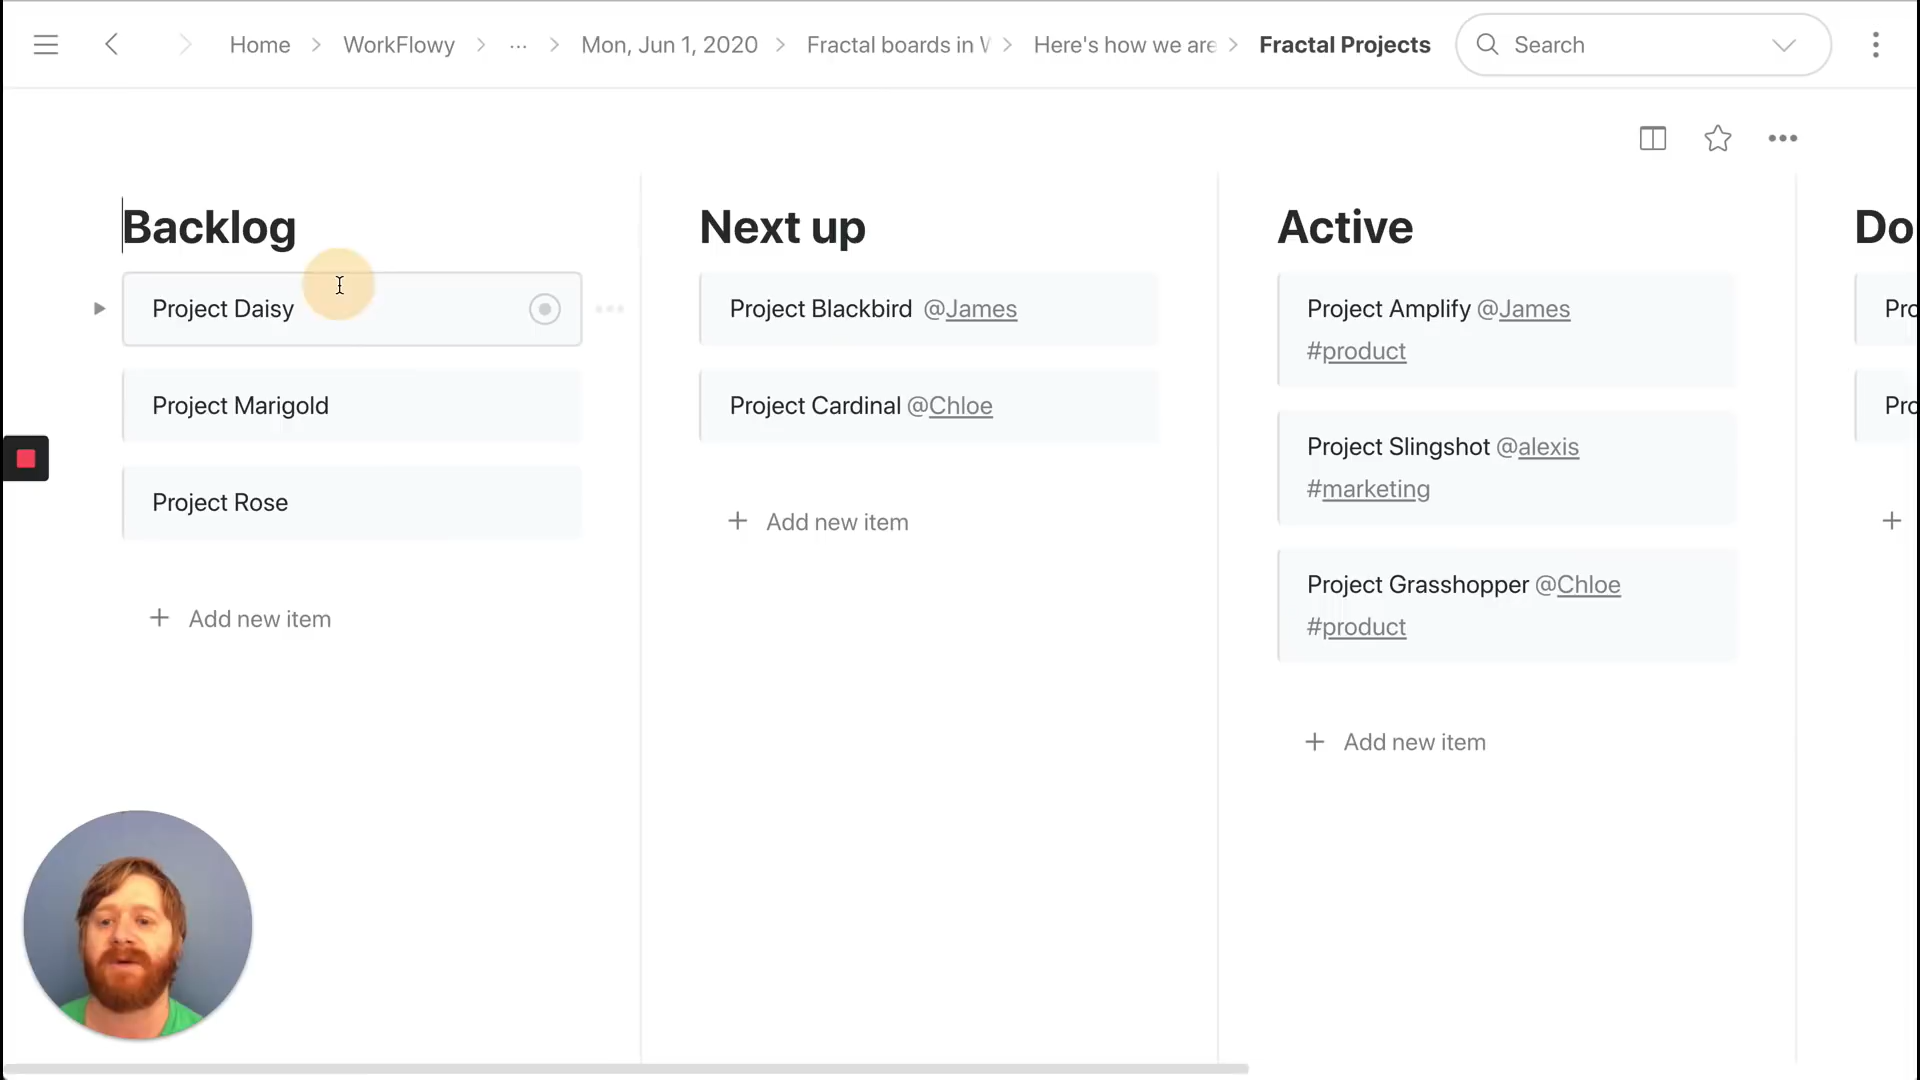 Home > WorkFlowy > ... > Mon, Jun 1, 2020 > Fractal boards in > Here's how we are > Fractal Projects
Search
Backlog
Project Daisy
Project Marigold
Project Rose
+ Add new item
Next up
Project Blackbird @James
Project Cardinal @Chloe
+ Add new item
Active
Project Amplify @James
#product
Project Slingshot @alexis
#marketing
Project Grasshopper @Chloe
#product
+ Add new item
Do
Pro
Pro
+